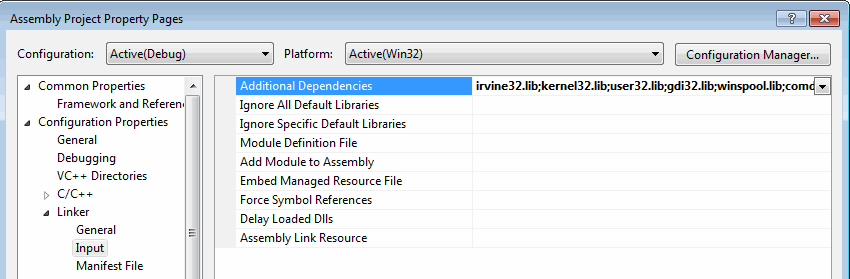 Assembly Project Property Pages
Configuration: Active(Debug) Platform: Active(Win32) Configuration Manager...
Common Properties
Framework and Referen
Configuration Properties
General
Debugging
VC++ Directories
C/C++
Linker
General
Input
Manifest File
Additional Dependencies irvine32.lib;kernel32.lib;user32.lib;gdi32.lib;winspool.lib;comd
Ignore All Default Libraries
Ignore Specific Default Libraries
Module Definition File
Add Module to Assembly
Embed Managed Resource File
Force Symbol References
Delay Loaded Dlls
Assembly Link Resource